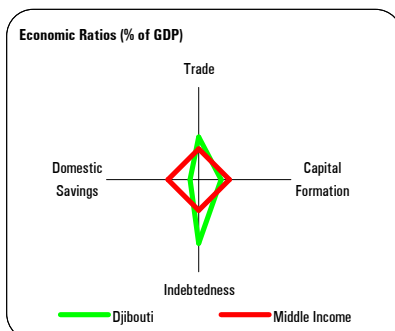 Economic Ratios (% of GDP)
Trade
Domestic
Savings
Capital
Formation
Indebtedness
Djibouti
Middle Income